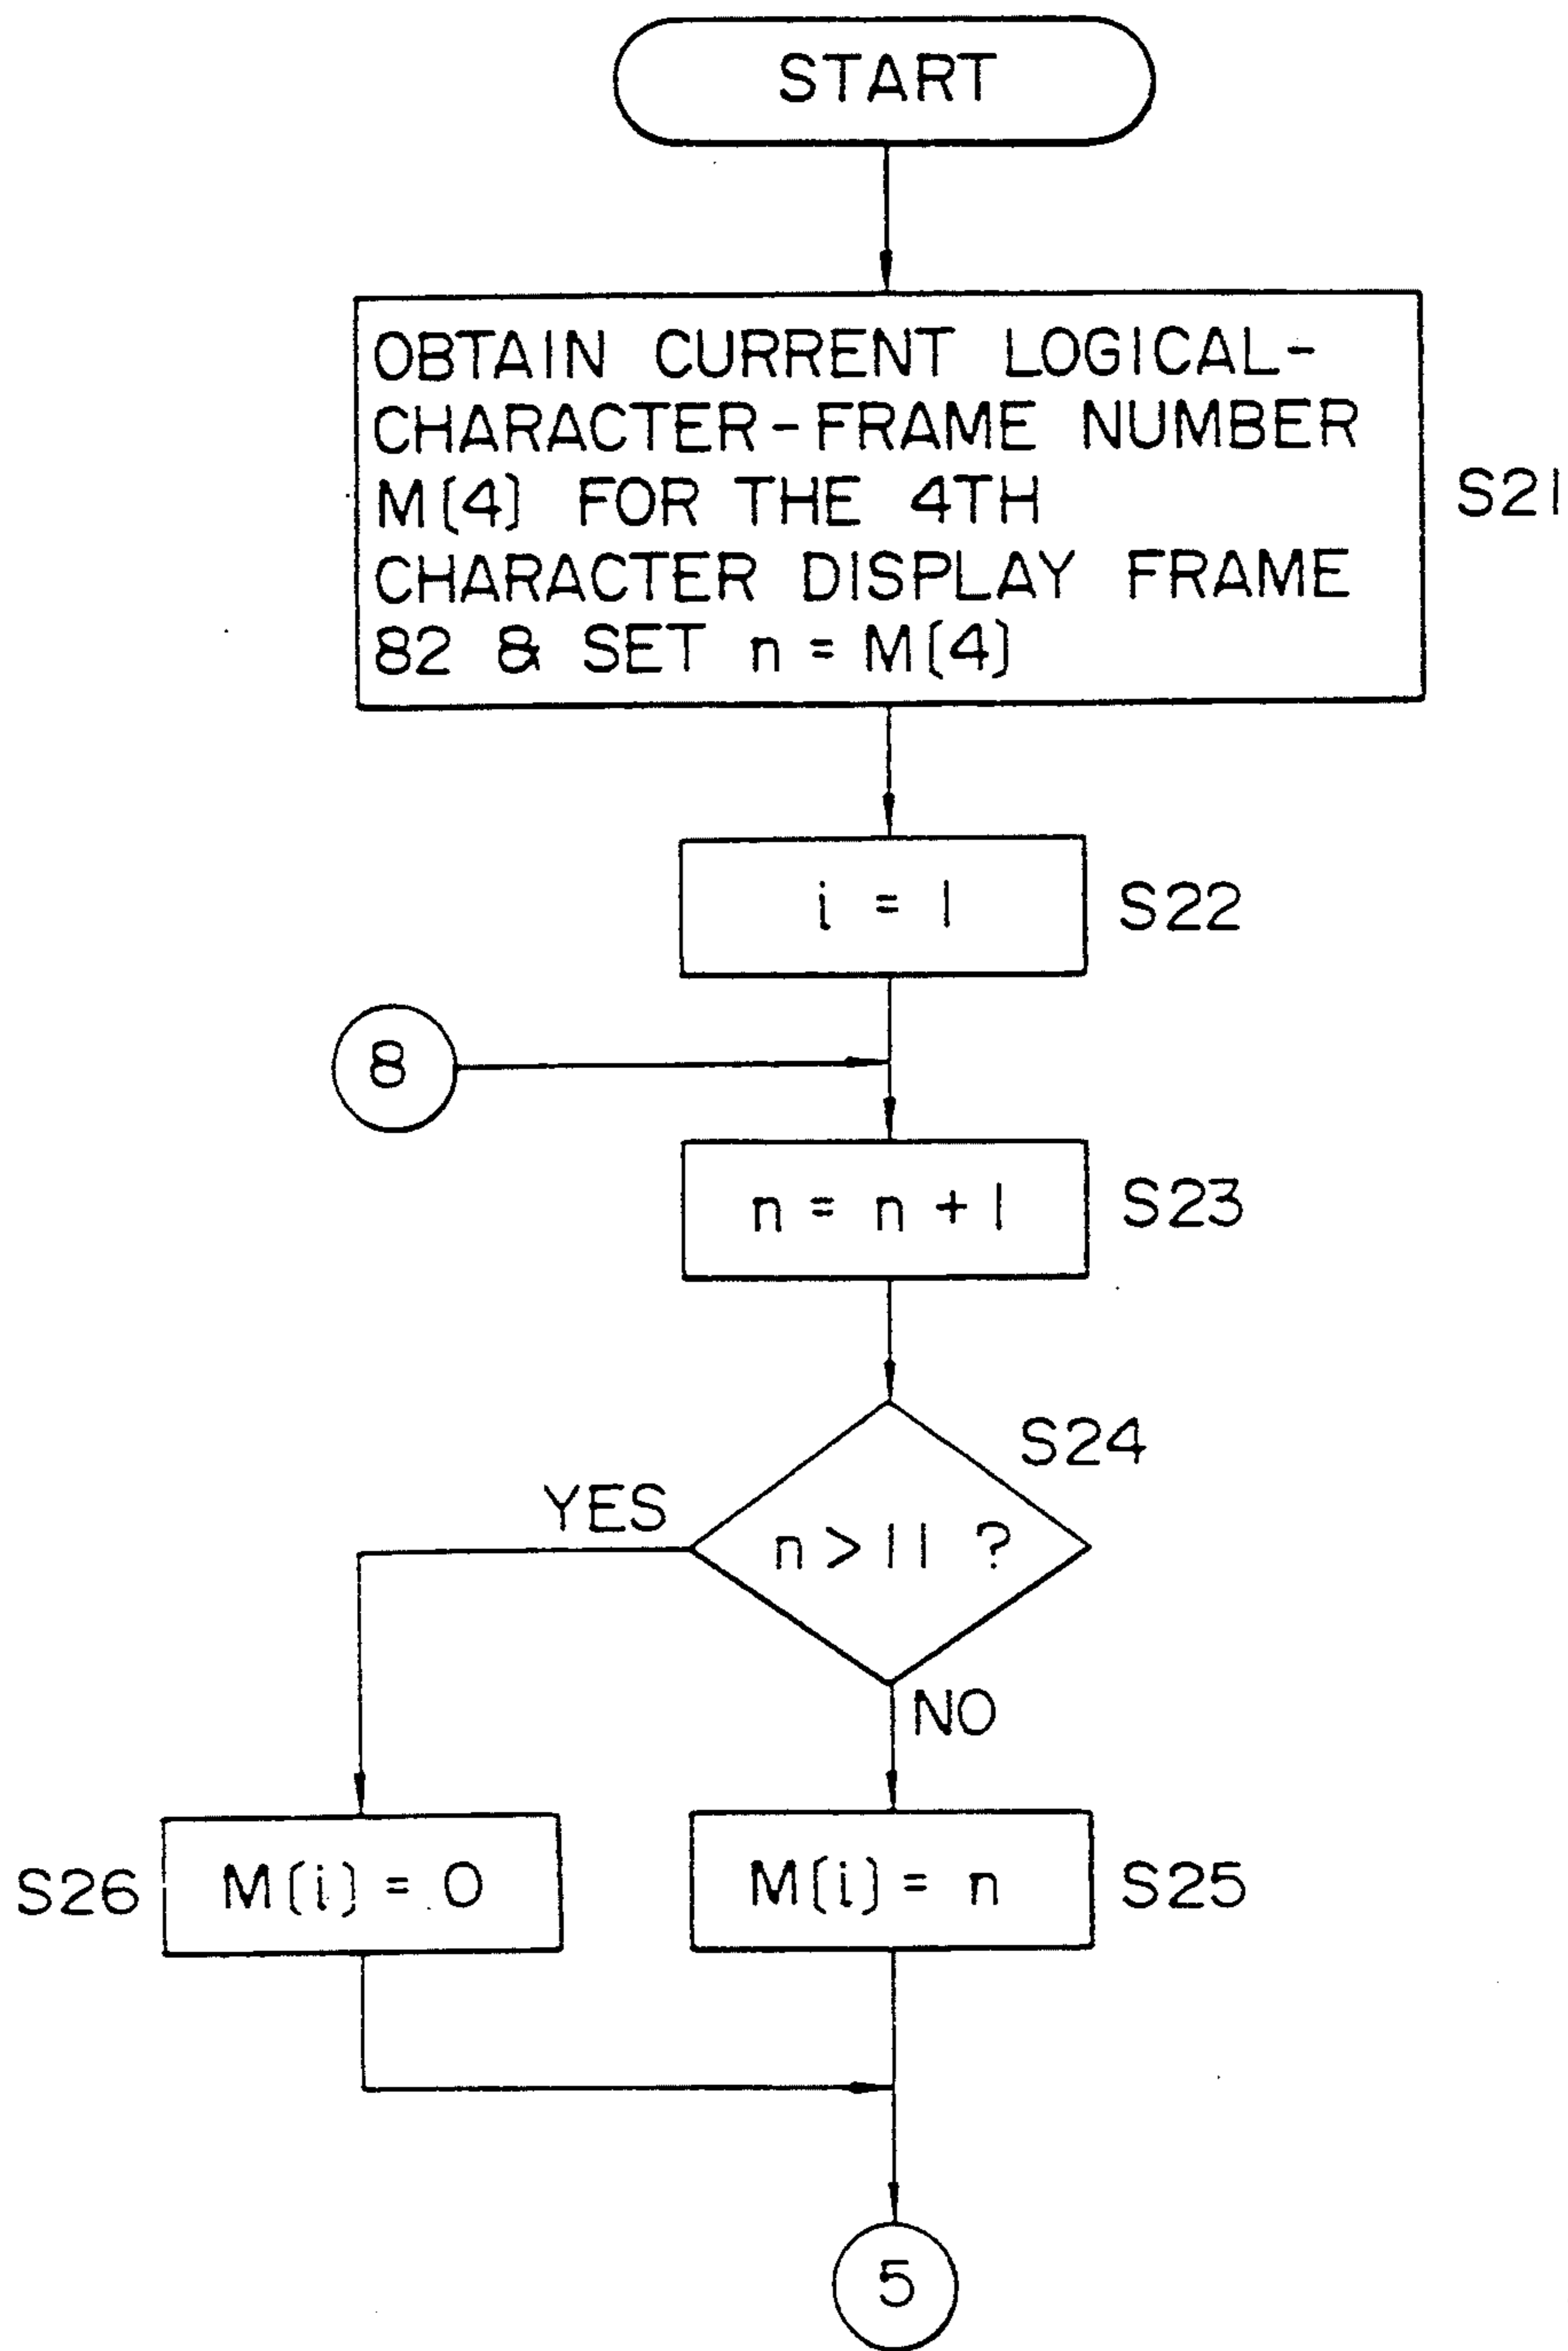 START
OBTAIN CURRENT LOGICAL-
CHARACTER-FRAME NUMBER
M(4) FOR THE 4TH
CHARACTER DISPLAY FRAME
82 & SET n = M(4)
S21
i = 1
S22
8
n = n + 1
S23
S24
YES
n > 11 ?
NO
S26
M(i) = 0
M(i) = n
S25
5